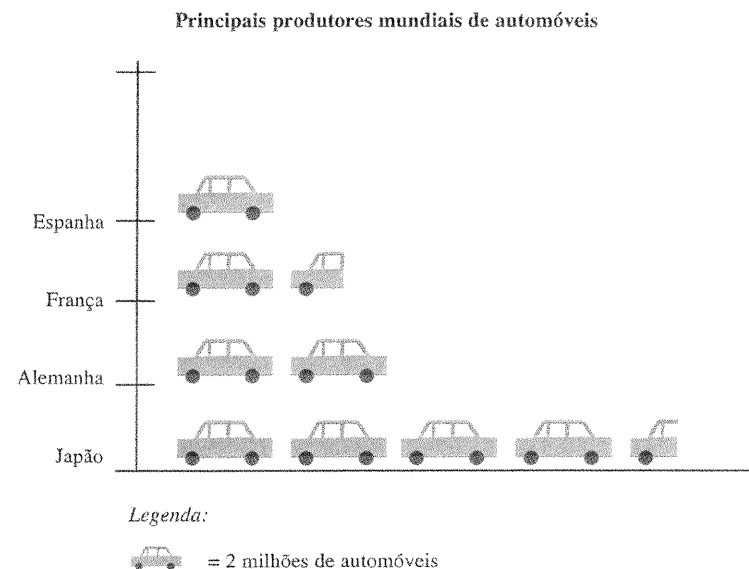 Principais produtores mundiais de automóveis
Espanha
França
Alemanha
Japão
Legenda:
= 2 milhões de automóveis